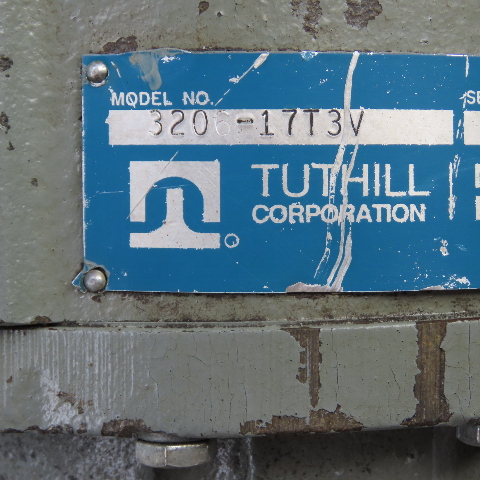 MODEL NO.
3206-17T3V
TUTHILL
CORPORATION